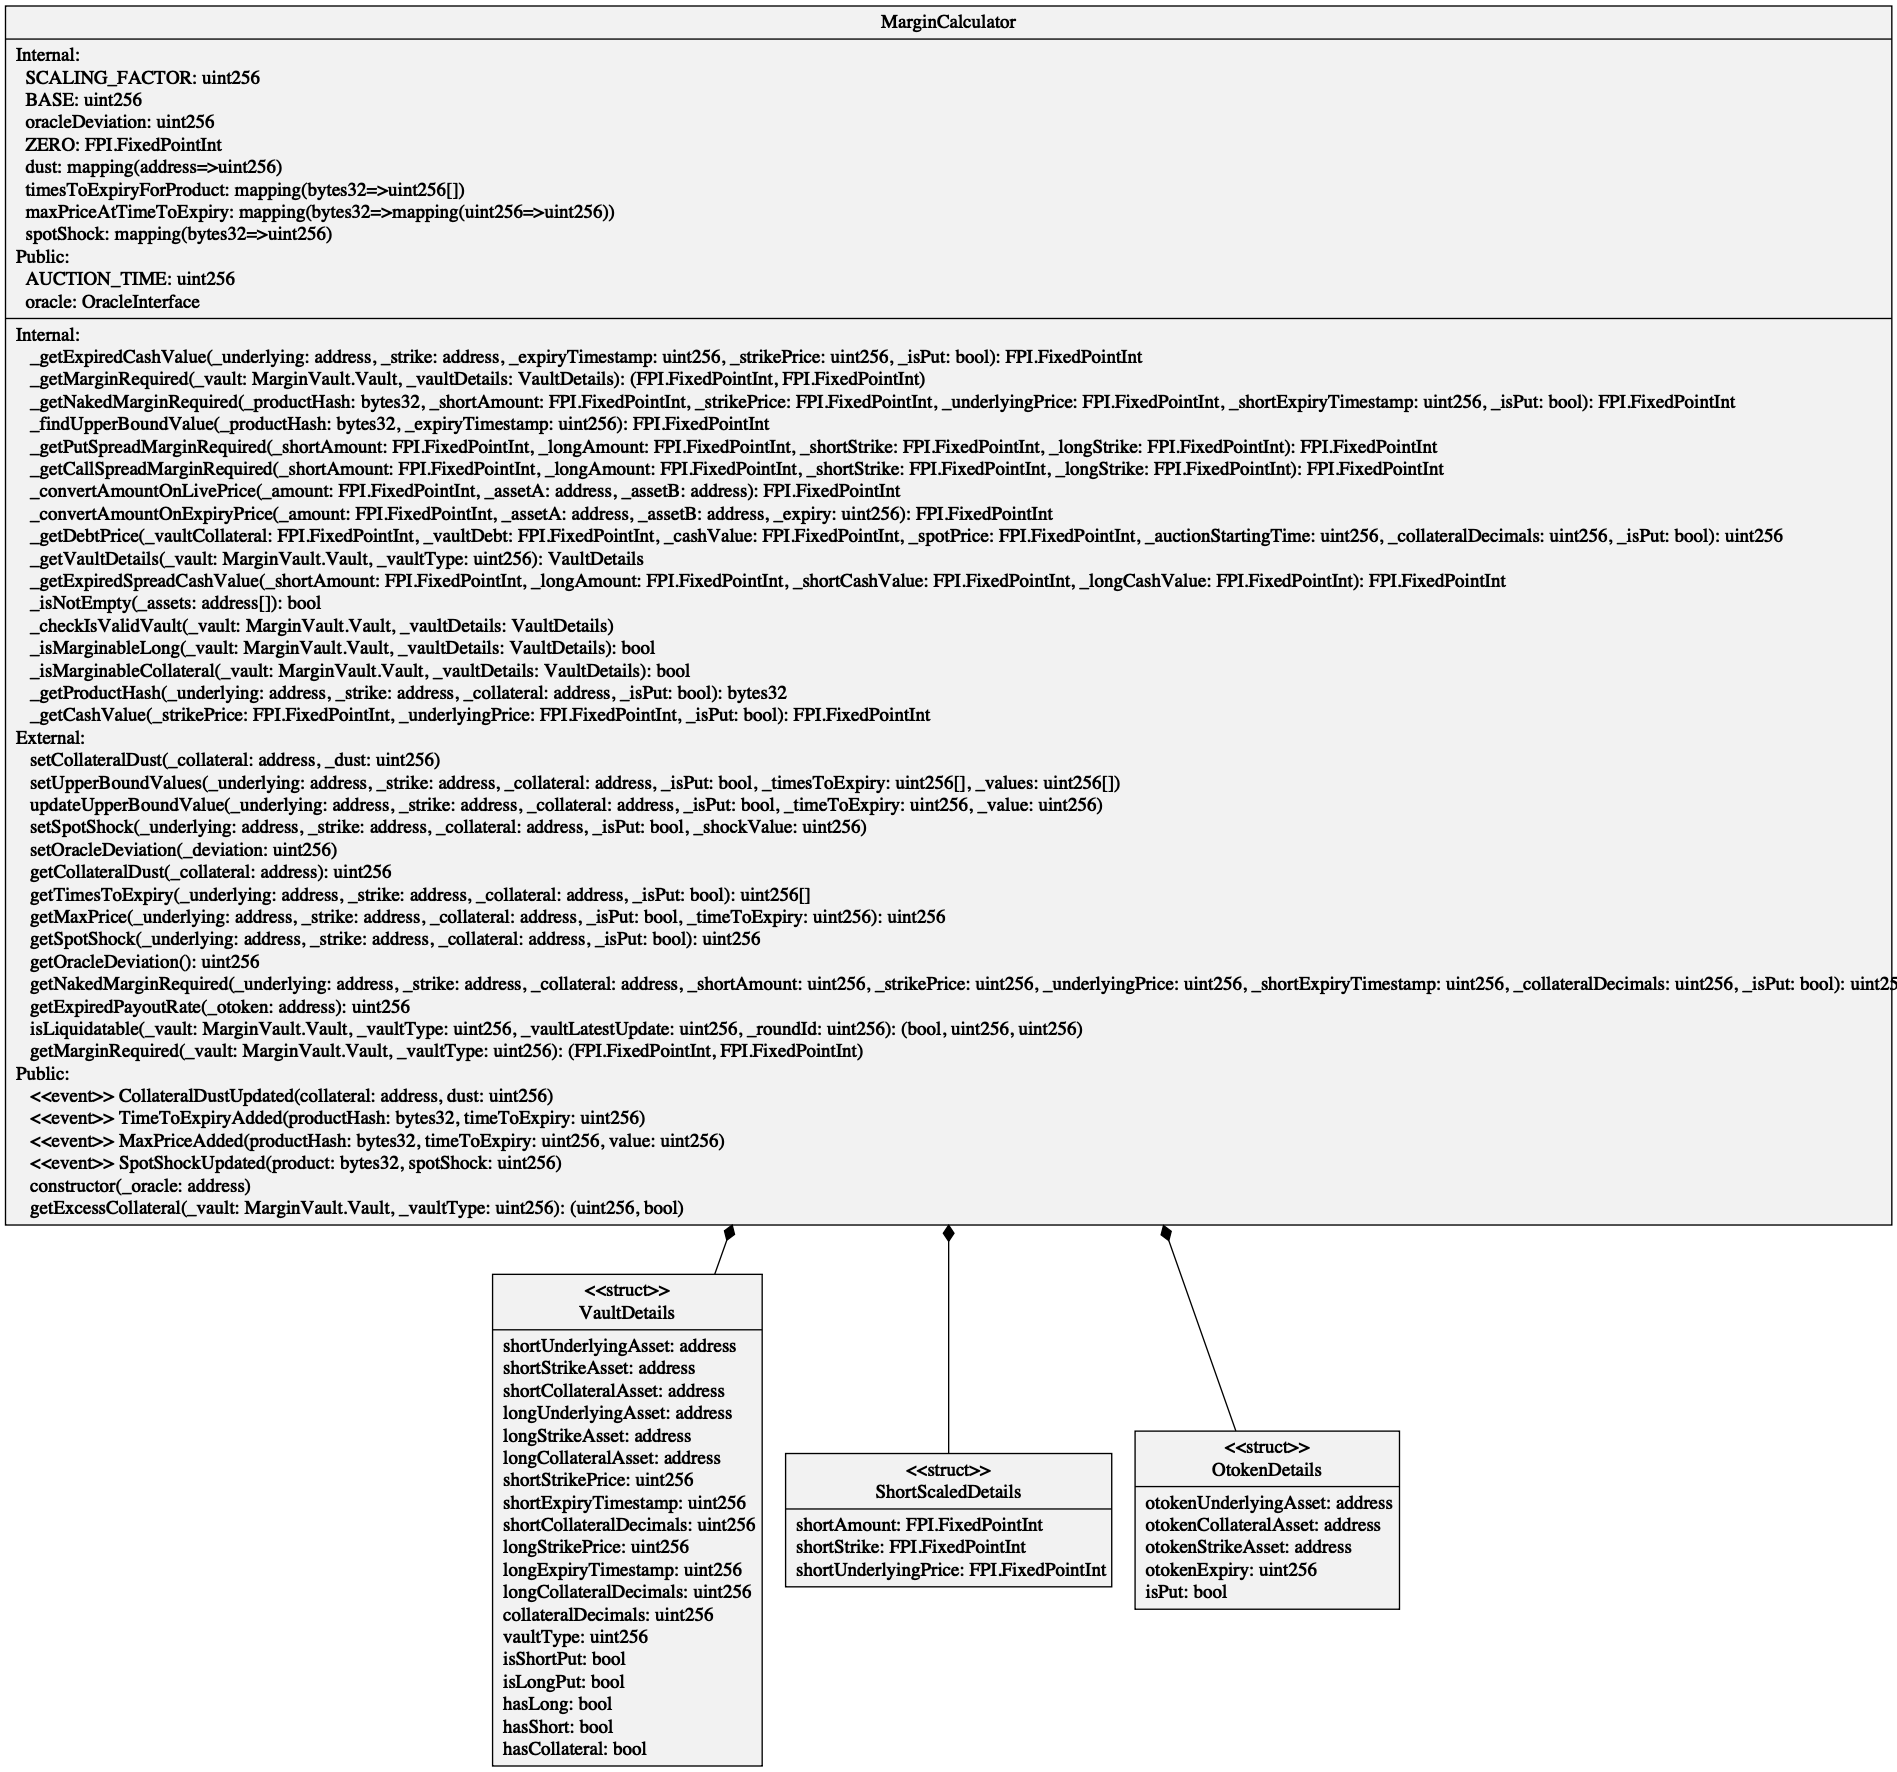 MarginCalculator
Internal:
SCALING_FACTOR: uint256
BASE: uint256
oracleDeviation: uint256
ZERO: FPI.FixedPointInt
dust: mapping(address=>uint256)
timesToExpiryForProduct: mapping(bytes32=>uint256[])
maxPriceAtTimeToExpiry: mapping(bytes32=>mapping(uint256=>uint256))
spotShock: mapping(bytes32=>uint256)
Public:
AUCTION_TIME: uint256
oracle: OracleInterface
Internal:
_getExpiredCashValue(_underlying: address, _strike: address, _expiryTimestamp: uint256, _strikePrice: uint256, _isPut: bool): FPI.FixedPointInt
_getMarginRequired(_vault: MarginVault.Vault, _vaultDetails: VaultDetails): (FPI.FixedPointInt, FPI.FixedPointInt)
_getNakedMarginRequired(_productHash: bytes32, _shortAmount: FPI.FixedPointInt, _strikePrice: FPI.FixedPointInt, _underlyingPrice: FPI.FixedPointInt, _shortExpiryTimestamp: uint256, _isPut: bool): FPI.FixedPointInt
_findUpperBoundValue(_productHash: bytes32, _expiryTimestamp: uint256): FPI.FixedPointInt
_getPutSpreadMarginRequired(_shortAmount: FPI.FixedPointInt, _longAmount: FPI.FixedPointInt, _shortStrike: FPI.FixedPointInt, _longStrike: FPI.FixedPointInt): FPI.FixedPointInt
_getCallSpreadMarginRequired(_shortAmount: FPI.FixedPointInt, _longAmount: FPI.FixedPointInt, _shortStrike: FPI.FixedPointInt, _longStrike: FPI.FixedPointInt): FPI.FixedPointInt
_convertAmountOnLivePrice(_amount: FPI.FixedPointInt, _assetA: address, _assetB: address): FPI.FixedPointInt
_convertAmountOnExpiryPrice(_amount: FPI.FixedPointInt, _assetA: address, _assetB: address, _expiry: uint256): FPI.FixedPointInt
_getDebtPrice(_vaultCollateral: FPI.FixedPointInt, _vaultDebt: FPI.FixedPointInt, _cashValue: FPI.FixedPointInt, _spotPrice: FPI.FixedPointInt, _auctionStartingTime: uint256, _collateralDecimals: uint256, _isPut: bool): uint256
_getVaultDetails(_vault: MarginVault.Vault, _vaultType: uint256): VaultDetails
_getExpiredSpreadCashValue(_shortAmount: FPI.FixedPointInt, _longAmount: FPI.FixedPointInt, _shortCashValue: FPI.FixedPointInt, _longCashValue: FPI.FixedPointInt): FPI.FixedPointInt
_isNotEmpty(_assets: address[]): bool
_checkIsValidVault(_vault: MarginVault.Vault, _vaultDetails: VaultDetails)
_isMarginableLong(_vault: MarginVault.Vault, _vaultDetails: VaultDetails): bool
_isMarginableCollateral(_vault: MarginVault.Vault, _vaultDetails: VaultDetails): bool
_getProductHash(_underlying: address, _strike: address, _collateral: address, _isPut: bool): bytes32
_getCashValue(_strikePrice: FPI.FixedPointInt, _underlyingPrice: FPI.FixedPointInt, _isPut: bool): FPI.FixedPointInt
External:
setCollateralDust(_collateral: address, _dust: uint256)
setUpperBoundValues(_underlying: address, _strike: address, _collateral: address, _isPut: bool, _timesToExpiry: uint256[], _values: uint256[])
updateUpperBoundValue(_underlying: address, _strike: address, _collateral: address, _isPut: bool, _timeToExpiry: uint256, _value: uint256)
setSpotShock(_underlying: address, _strike: address, _collateral: address, _isPut: bool, _shockValue: uint256)
setOracleDeviation(_deviation: uint256)
getCollateralDust(_collateral: address): uint256
getTimesToExpiry(_underlying: address, _strike: address, _collateral: address, _isPut: bool): uint256[]
getMaxPrice(_underlying: address, _strike: address, _collateral: address, _isPut: bool, _timeToExpiry: uint256): uint256
getSpotShock(_underlying: address, _strike: address, _collateral: address, _isPut: bool): uint256
getOracleDeviation(): uint256
getNakedMarginRequired(_underlying: address, _strike: address, _collateral: address, _shortAmount: uint256, _strikePrice: uint256, _underlyingPrice: uint256, _shortExpiryTimestamp: uint256, _collateralDecimals: uint256, _isPut: bool): uint25
getExpiredPayoutRate(_otoken: address): uint256
isLiquidatable(_vault: MarginVault.Vault, _vaultType: uint256, _vaultLatestUpdate: uint256, _roundId: uint256): (bool, uint256, uint256)
getMarginRequired(_vault: MarginVault.Vault, _vaultType: uint256): (FPI.FixedPointInt, FPI.FixedPointInt)
Public:
<<event>> CollateralDustUpdated(collateral: address, dust: uint256)
<<event>> TimeToExpiryAdded(productHash: bytes32, timeToExpiry: uint256)
<<event>> MaxPriceAdded(productHash: bytes32, timeToExpiry: uint256, value: uint256)
<<event>> SpotShockUpdated(product: bytes32, spotShock: uint256)
constructor(_oracle: address)
getExcessCollateral(_vault: MarginVault.Vault, _vaultType: uint256): (uint256, bool)
<<struct>>
VaultDetails
shortUnderlyingAsset: address
shortStrikeAsset: address
shortCollateralAsset: address
longUnderlyingAsset: address
longStrikeAsset: address
longCollateralAsset: address
shortStrikePrice: uint256
shortExpiryTimestamp: uint256
shortCollateralDecimals: uint256
longStrikePrice: uint256
longExpiryTimestamp: uint256
longCollateralDecimals: uint256
collateralDecimals: uint256
vaultType: uint256
isShortPut: bool
isLongPut: bool
hasLong: bool
hasShort: bool
hasCollateral: bool
<<struct>>
ShortScaledDetails
shortAmount: FPI.FixedPointInt
shortStrike: FPI.FixedPointInt
shortUnderlyingPrice: FPI.FixedPointInt
<<struct>>
OtokenDetails
otokenUnderlyingAsset: address
otokenCollateralAsset: address
otokenStrikeAsset: address
otokenExpiry: uint256
isPut: bool